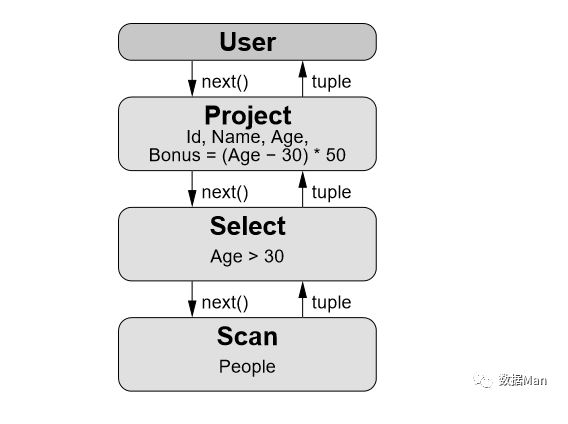 User
next() tuple
Project
Id, Name, Age,
Bonus = (Age − 30) * 50
next() tuple
Select
Age > 30
next() tuple
Scan
People
数据Man